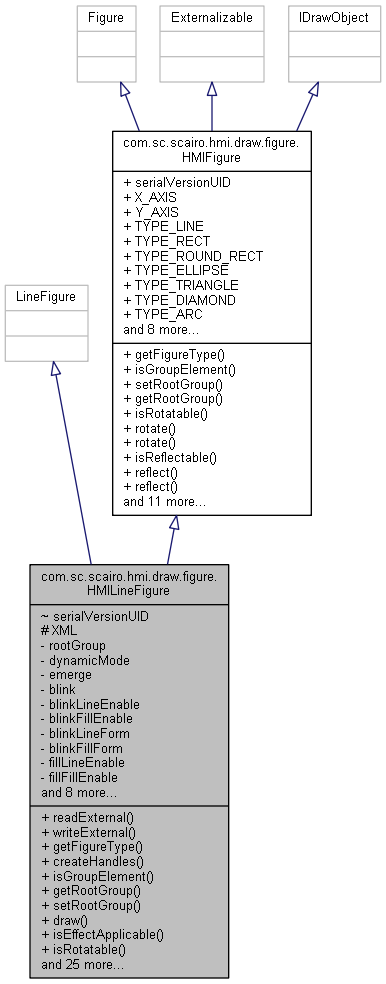 Figure
Externalizable
IDrawObject
com.sc.scairo.hmi.draw.figure.
HMIFigure
+ serialVersionUID
+ X_AXIS
+ Y_AXIS
+ TYPE_LINE
+ TYPE_RECT
+ TYPE_ROUND_RECT
+ TYPE_ELLIPSE
+ TYPE_TRIANGLE
+ TYPE_DIAMOND
+ TYPE_ARC
and 8 more...
+ getFigureType()
+ isGroupElement()
+ setRootGroup()
+ getRootGroup()
+ isRotatable()
+ rotate()
+ rotate()
+ isReflectable()
+ reflect()
+ reflect()
and 11 more...
LineFigure
com.sc.scairo.hmi.draw.figure.
HMILineFigure
~ serialVersionUID
# XML
- rootGroup
- dynamicMode
- emerge
- blink
- blinkLineEnable
- blinkFillEnable
- blinkLineForm
- blinkFillForm
- fillLineEnable
- fillFillEnable
and 8 more...
+ readExternal()
+ writeExternal()
+ getFigureType()
+ createHandles()
+ isGroupElement()
+ getRootGroup()
+ setRootGroup()
+ draw()
+ isEffectApplicable()
+ isRotatable()
and 25 more...